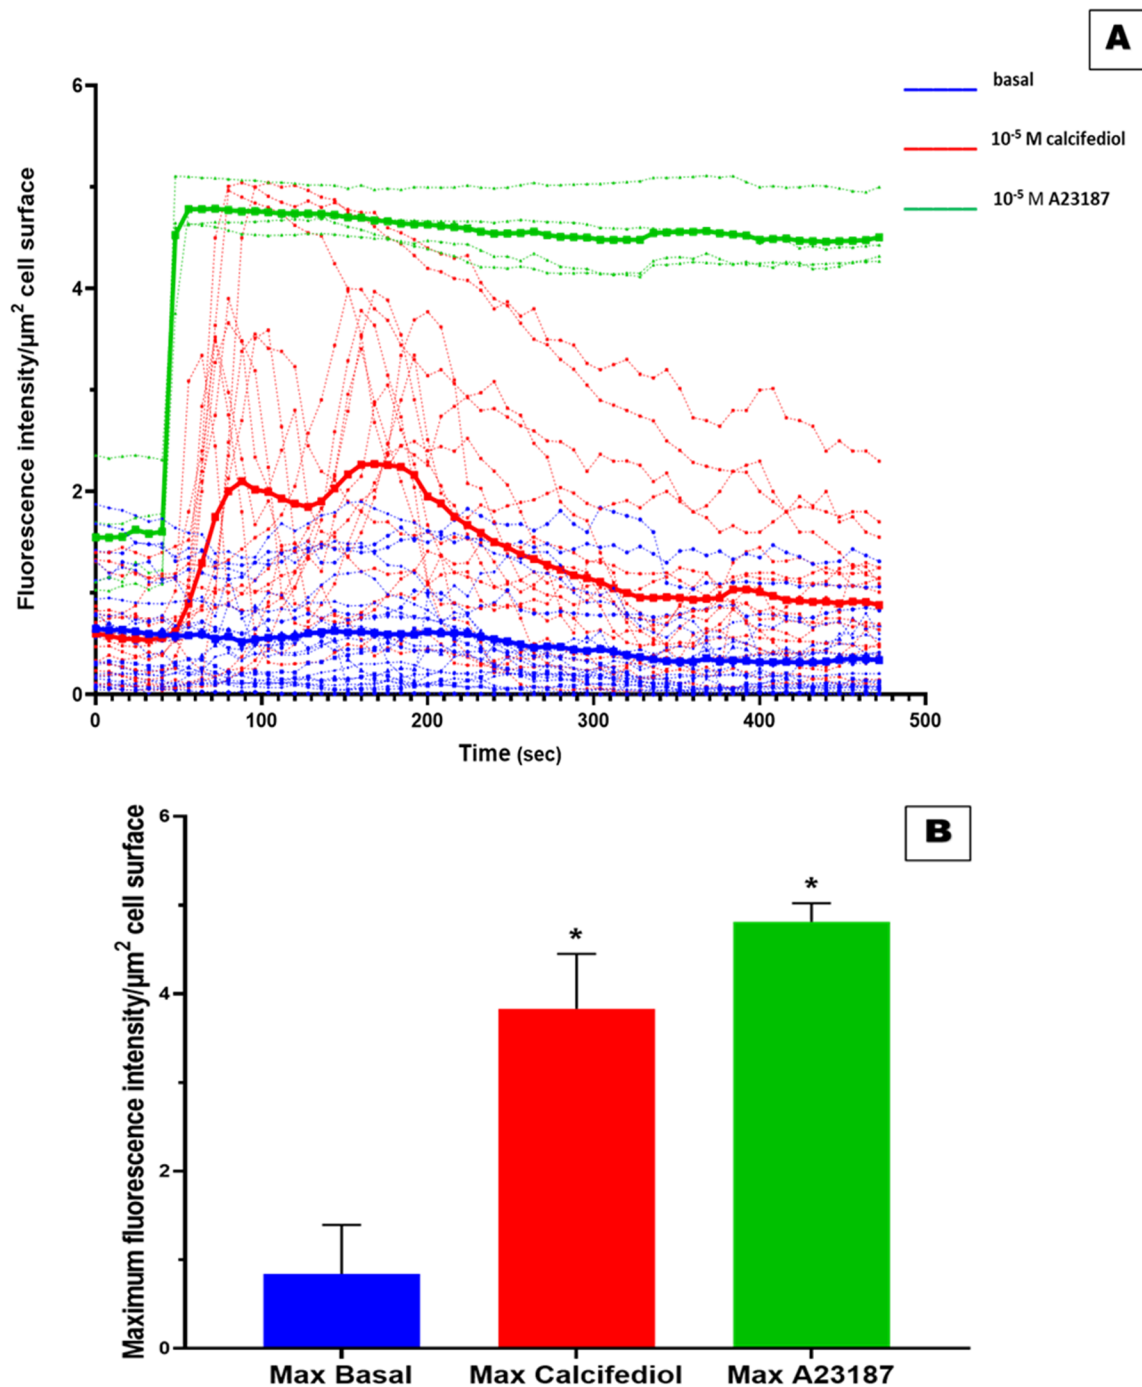 A
basal
10⁻⁵ M calcifediol
10⁻⁵ M A23187
Fluorescence intensity/µm² cell surface
6
4
2
0
0 100 200 300 400 500
Time (sec)
B
Maximum fluorescence intensity/µm² cell surface
6
4
2
0
*
*
Max Basal Max Calcifediol Max A23187